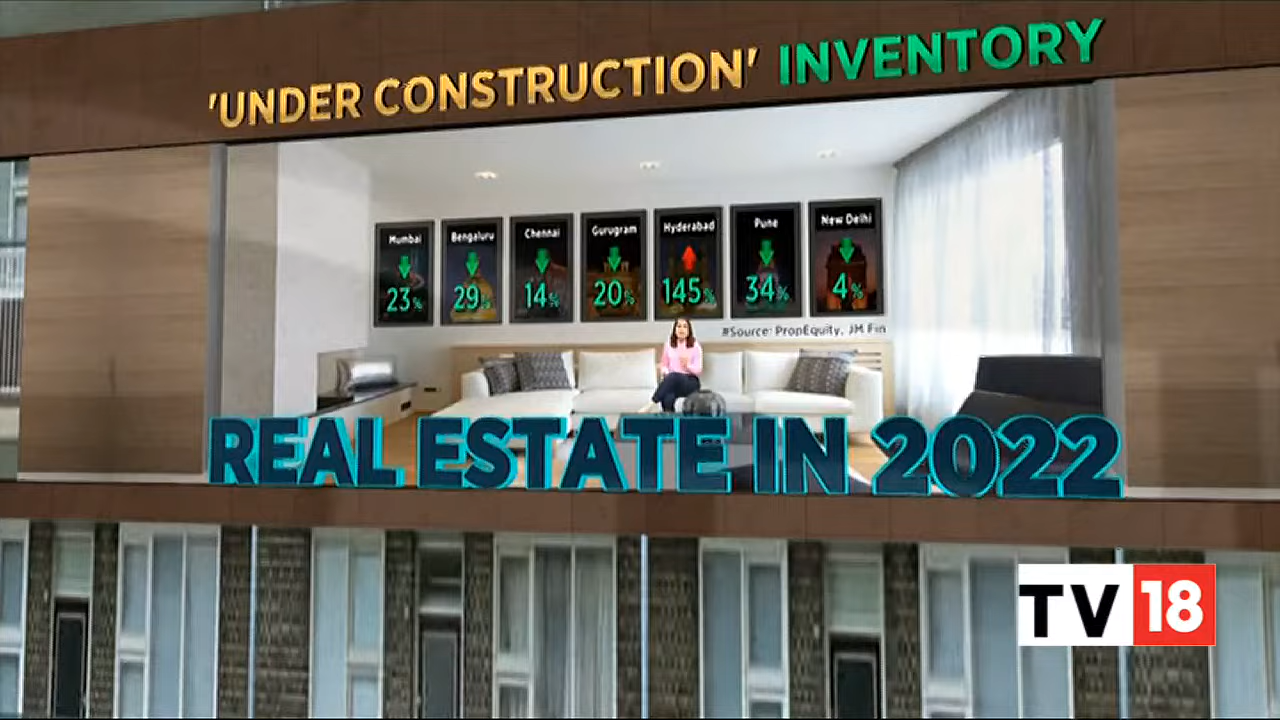 'UNDER CONSTRUCTION' INVENTORY
Mumbai
23%
Bengaluru
29%
Chennai
14%
Gurugram
20%
Hyderabad
145%
Pune
34%
New Delhi
4%
#Source: PropEquity, JM Fin
REAL ESTATE IN 2022
TV18